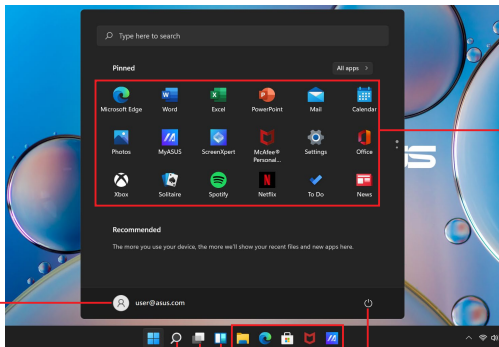 Type here to search
Pinned
All apps >
Microsoft Edge Word Excel PowerPoint Mail Calendar
Photos MyASUS ScreenXpert McAfee® Personal... Settings Office
Xbox Solitaire Spotify Netflix To Do News
Recommended
The more you use your device, the more we'll show your recent files and new apps here.
user@asus.com